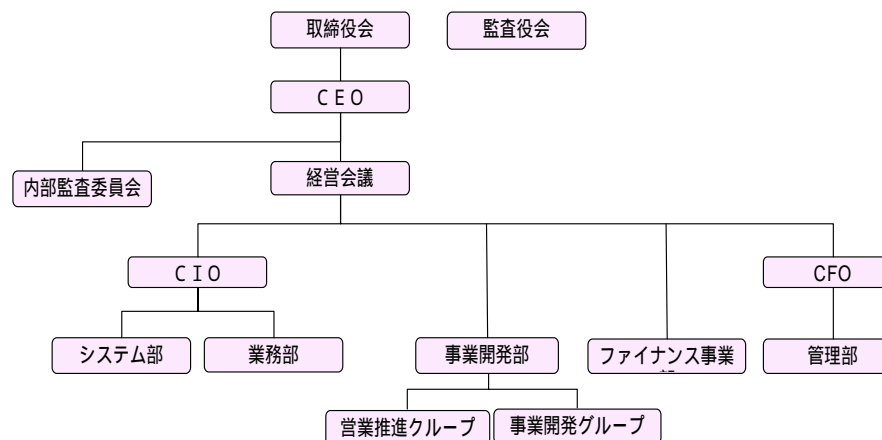 取締役会
監査役会
ＣＥＯ
内部監査委員会
経営会議
ＣＩＯ
CFO
システム部
業務部
事業開発部
ファイナンス事業
管理部
営業推進クループ
事業開発グループ